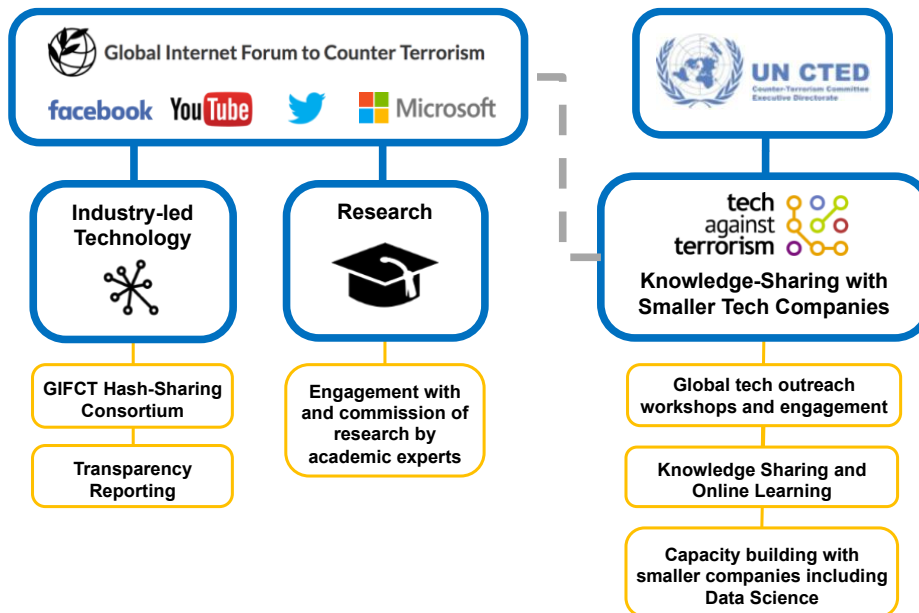 Global Internet Forum to Counter Terrorism
facebook YouTube Microsoft
UN CTED
Counter-Terrorism Committee
Executive Directorate
Industry-led
Technology
Research
tech
against
terrorism
Knowledge-Sharing with
Smaller Tech Companies
GIFCT Hash-Sharing
Consortium
Transparency
Reporting
Engagement with
and commission of
research by
academic experts
Global tech outreach
workshops and engagement
Knowledge Sharing and
Online Learning
Capacity building with
smaller companies including
Data Science